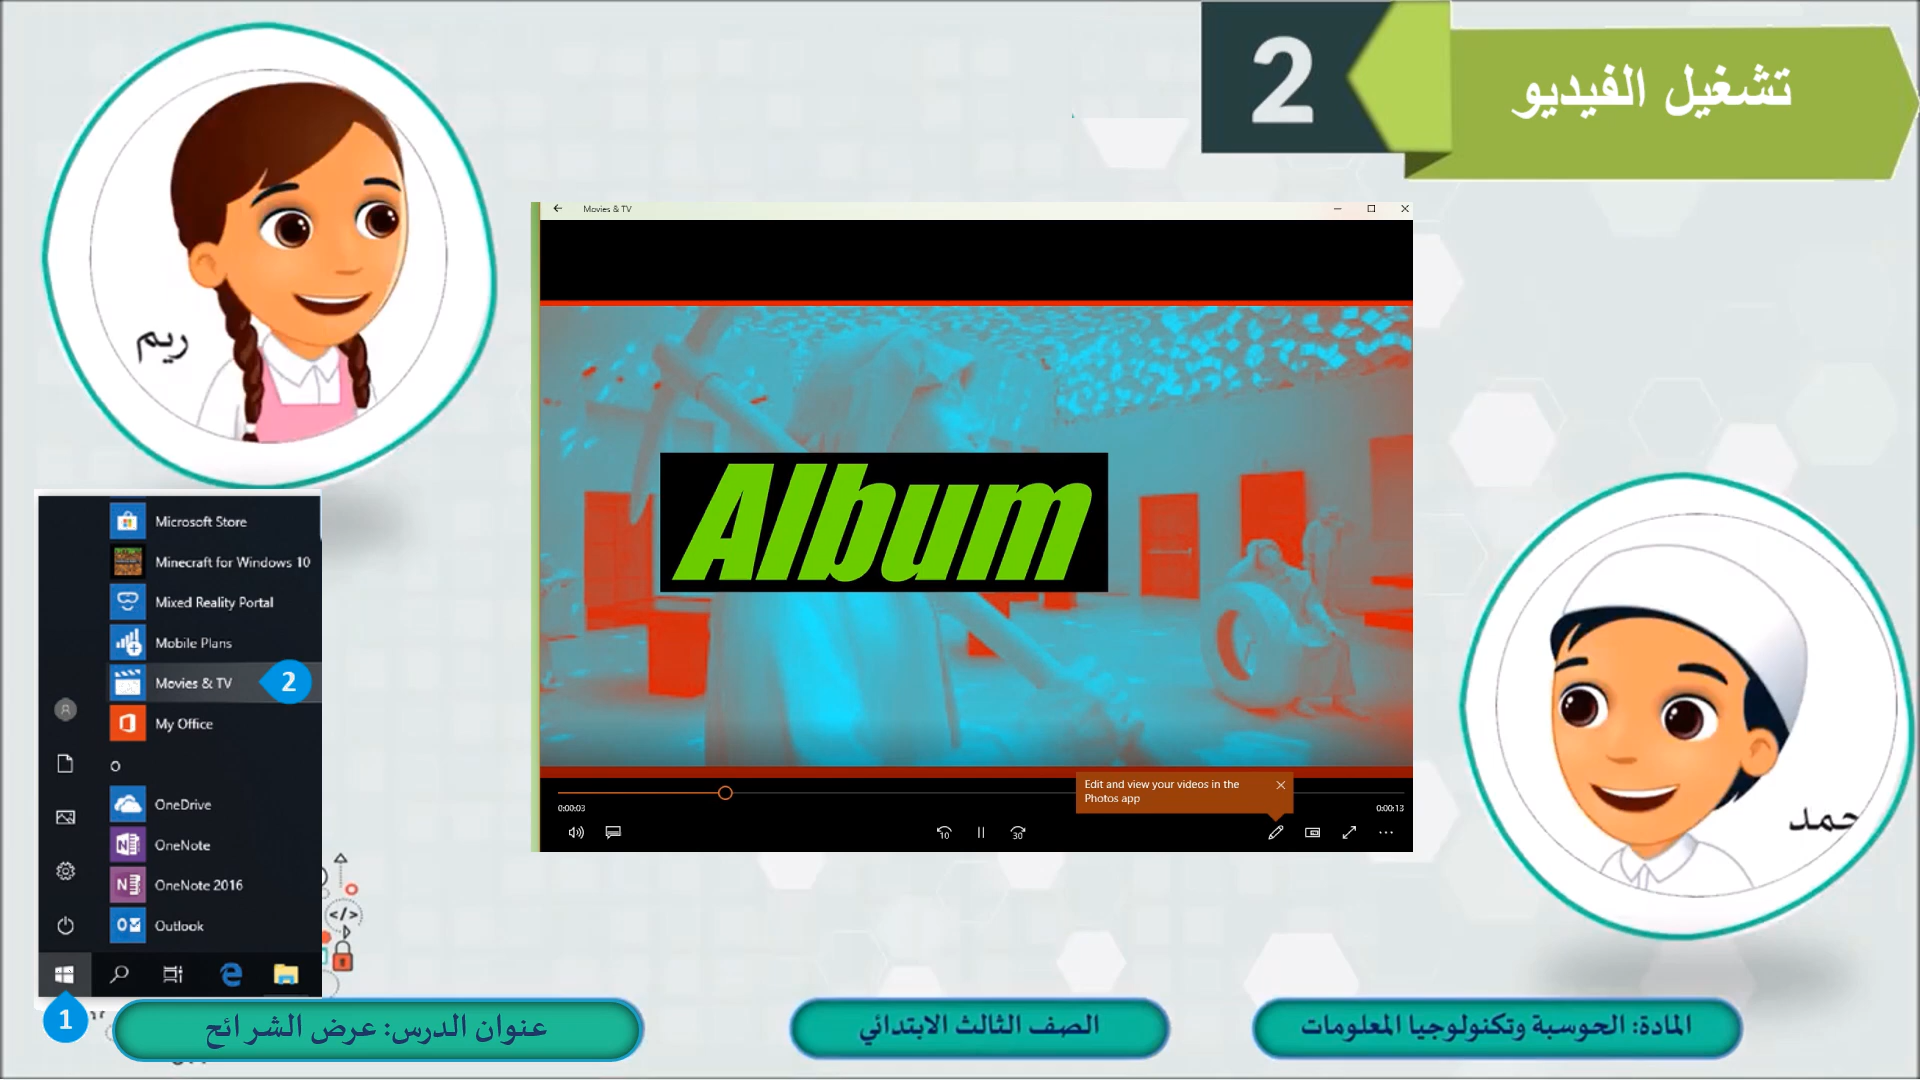 تشغيل الفيديو
2
ريم
Movies & TV
Album
Edit and view your videos in the
Photos app
0:00:03
0:00:13
10
30
Microsoft Store
Minecraft for Windows 10
Mixed Reality Portal
Mobile Plans
Movies & TV
2
My Office
O
OneDrive
OneNote
OneNote 2016
Outlook
1
حمد
المادة: الحوسبة وتكنولوجيا المعلومات
الصف الثالث الابتدائي
عنوان الدرس: عرض الشرائح